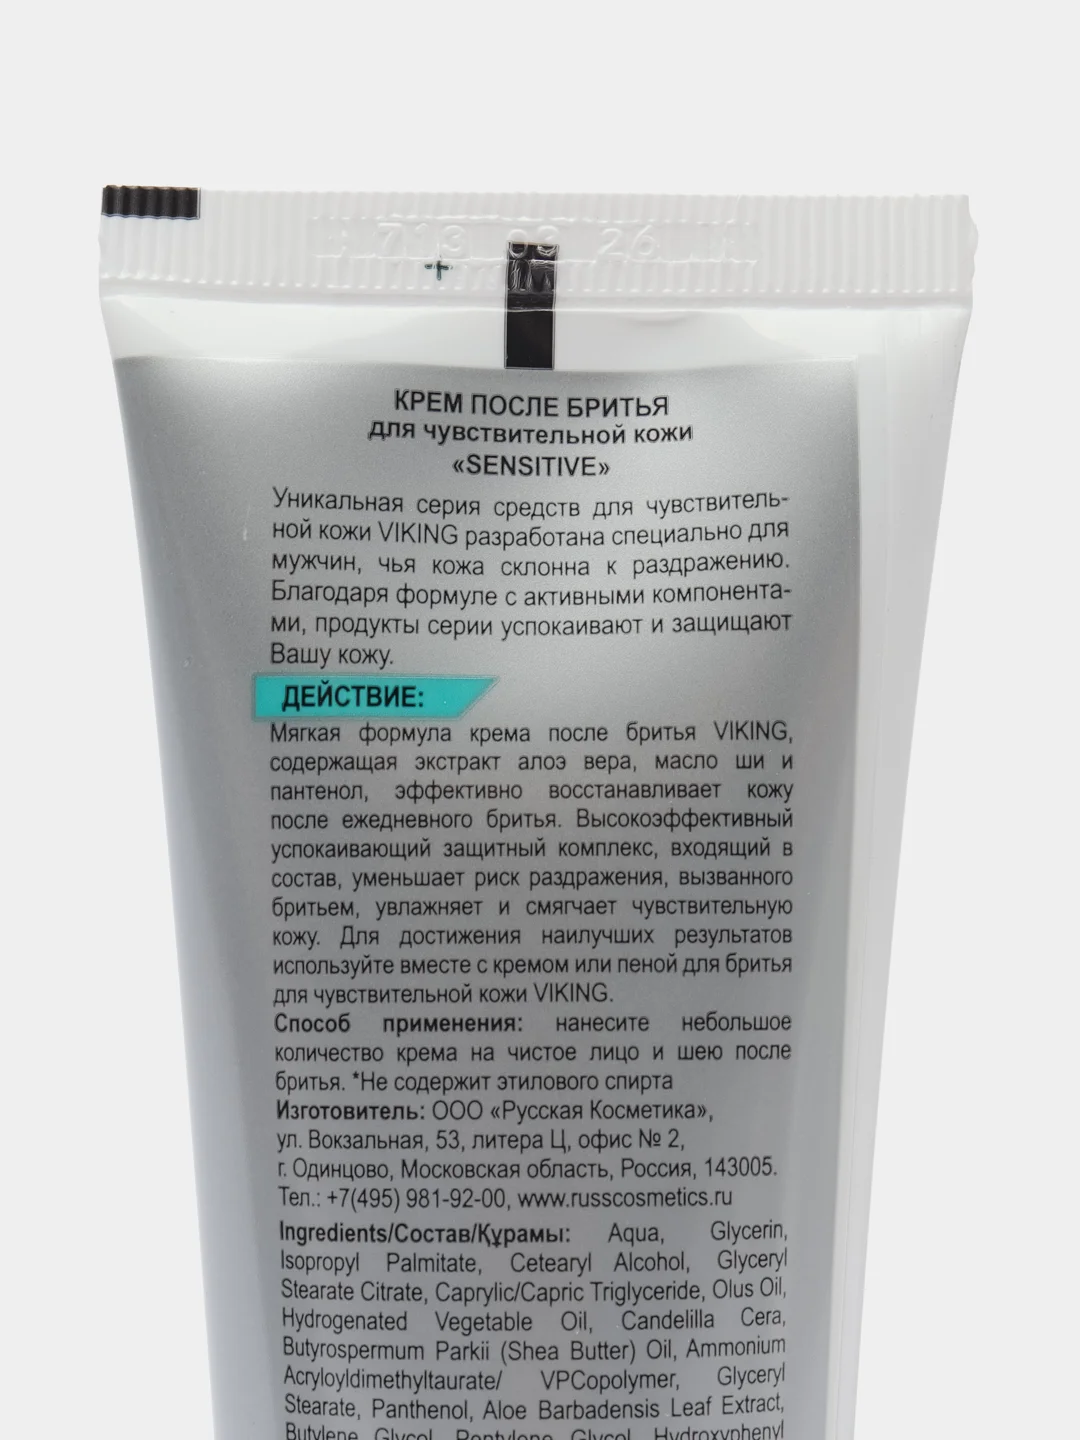 713 03 26
КРЕМ ПОСЛЕ БРИТЬЯ
для чувствительной кожи
«SENSITIVE»
Уникальная серия средств для чувствитель-
ной кожи VIKING разработана специально для
мужчин, чья кожа склонна к раздражению.
Благодаря формуле с активными компонента-
ми, продукты серии успокаивают и защищают
Вашу кожу.
ДЕЙСТВИЕ:
Мягкая формула крема после бритья VIKING,
содержащая экстракт алоэ вера, масло ши и
пантенол, эффективно восстанавливает кожу
после ежедневного бритья. Высокоэффективный
успокаивающий защитный комплекс, входящий в
состав, уменьшает риск раздражения, вызванного
бритьем, увлажняет и смягчает чувствительную
кожу. Для достижения наилучших результатов
используйте вместе с кремом или пеной для бритья
для чувствительной кожи VIKING.
Способ применения: нанесите небольшое
количество крема на чистое лицо и шею после
бритья. *Не содержит этилового спирта
Изготовитель: ООО «Русская Косметика»,
ул. Вокзальная, 53, литера Ц, офис № 2,
г. Одинцово, Московская область, Россия, 143005.
Тел.: +7(495) 981-92-00, www.russcosmetics.ru
Ingredients/Состав/Құрамы: Aqua, Glycerin,
Isopropyl Palmitate, Cetearyl Alcohol, Glyceryl
Stearate Citrate, Caprylic/Capric Triglyceride, Olus Oil,
Hydrogenated Vegetable Oil, Candelilla Cera,
Butyrospermum Parkii (Shea Butter) Oil, Ammonium
Acryloyldimethyltaurate/ VPCopolymer, Glyceryl
Stearate, Panthenol, Aloe Barbadensis Leaf Extract,
Butylene Glycol, Pentylene Glycol, Hydroxyphenyl